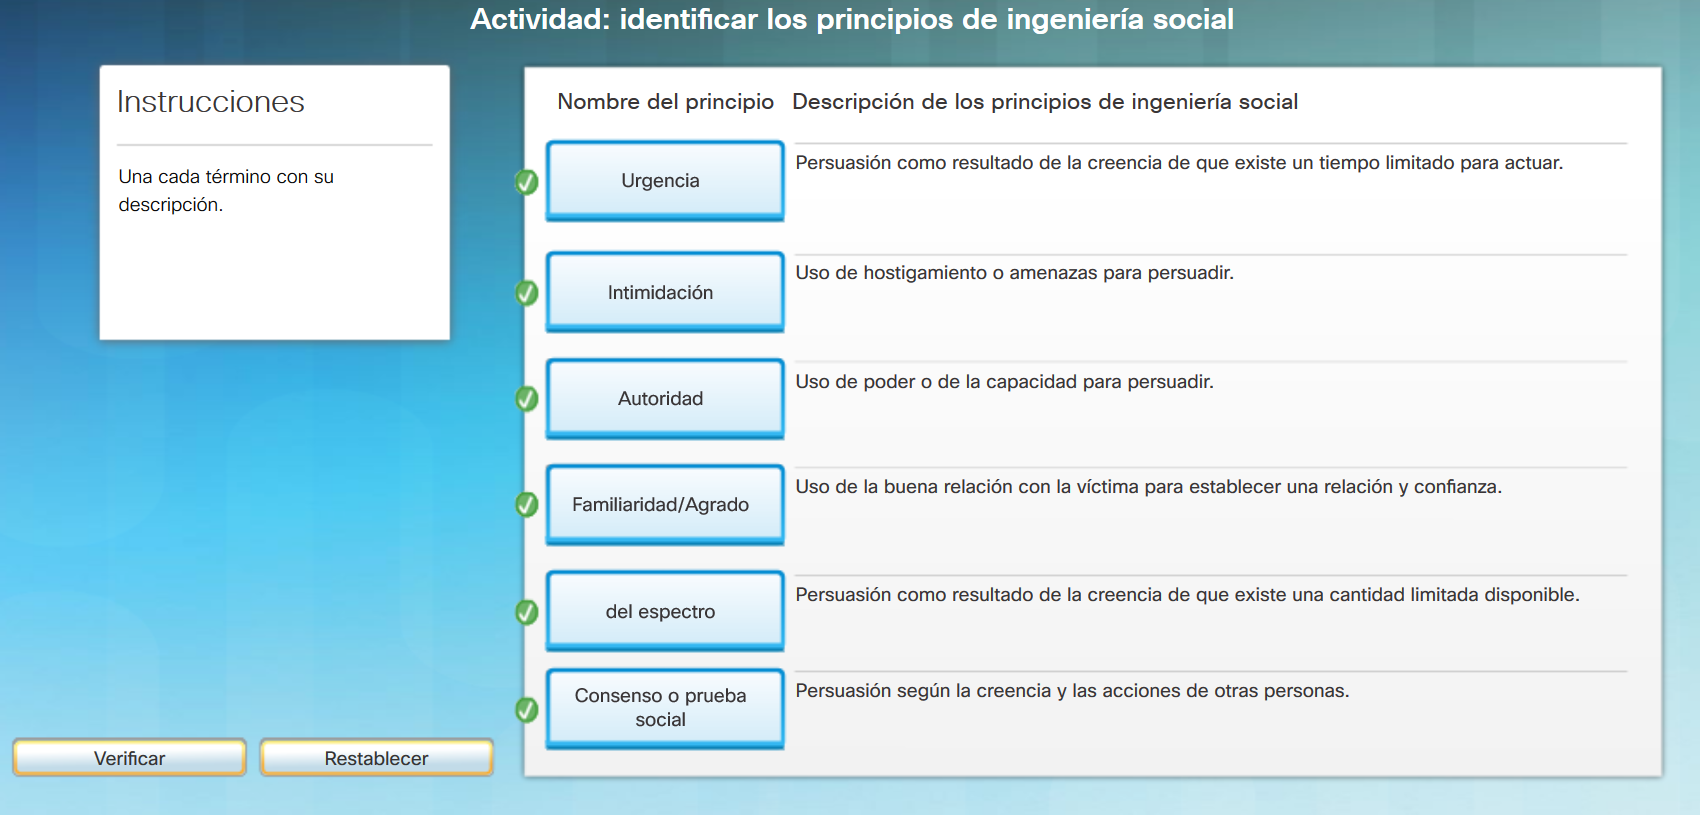 Actividad: identificar los principios de ingeniería social
Instrucciones
Una cada término con su
descripción.
Nombre del principio Descripción de los principios de ingeniería social
Urgencia
Persuasión como resultado de la creencia de que existe un tiempo limitado para actuar.
Intimidación
Uso de hostigamiento o amenazas para persuadir.
Autoridad
Uso de poder o de la capacidad para persuadir.
Familiaridad/Agrado
Uso de la buena relación con la víctima para establecer una relación y confianza.
del espectro
Persuasión como resultado de la creencia de que existe una cantidad limitada disponible.
Consenso o prueba
social
Persuasión según la creencia y las acciones de otras personas.
Verificar
Restablecer